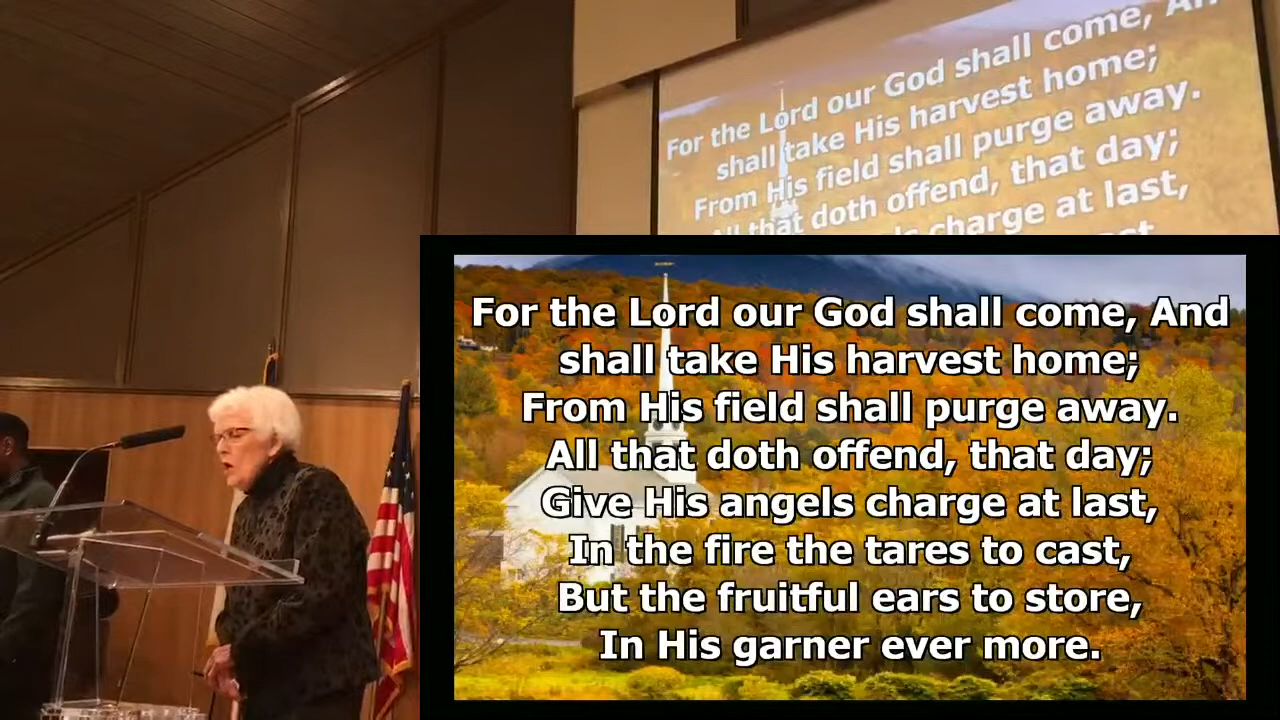 For the Lord our God shall come, An
shall take His harvest home;
From His field shall purge away.
All that doth offend, that day;
charge at last,
For the Lord our God shall come, And
shall take His harvest home;
From His field shall purge away.
All that doth offend, that day;
Give His angels charge at last,
In the fire the tares to cast,
But the fruitful ears to store,
In His garner ever more.